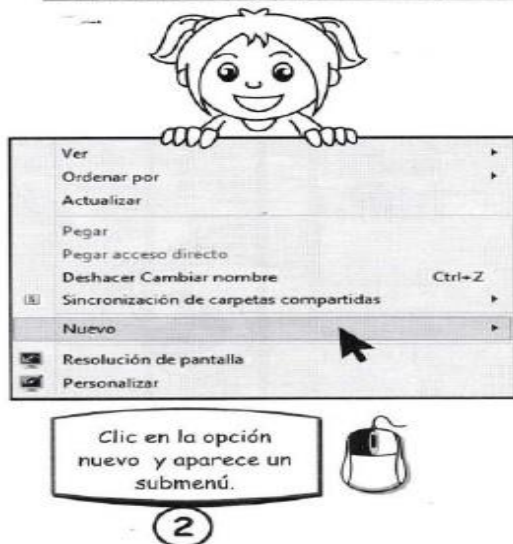 Ver
Ordenar por
Actualizar
Pegar
Pegar acceso directo
Deshacer Cambiar nombre Ctrl+Z
Sincronización de carpetas compartidas
Nuevo
Resolución de pantalla
Personalizar
Clic en la opción
nuevo y aparece un
submenú.
2